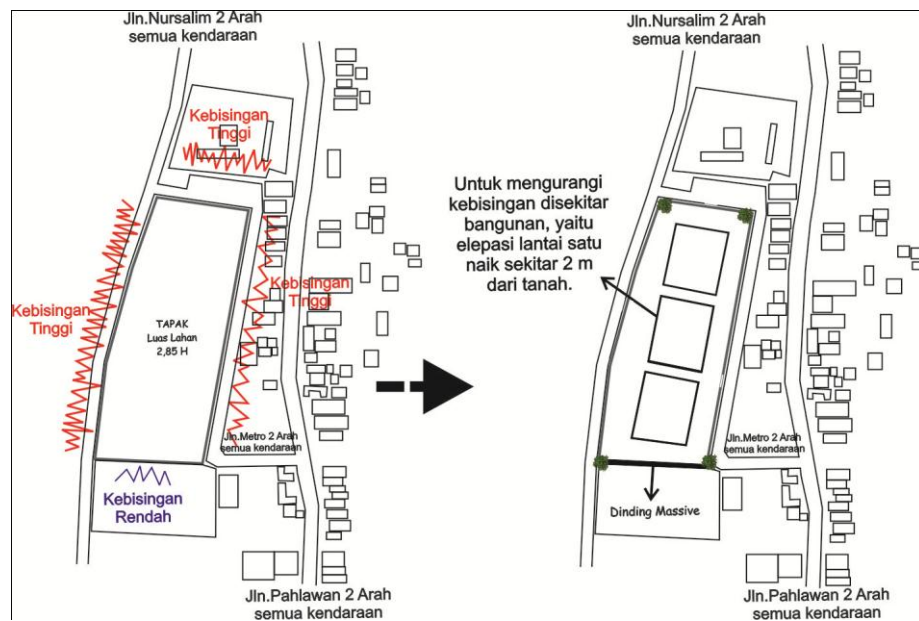 Jln.Nursalim 2 Arah
semua kendaraan
Kebisingan
Tinggi
Kebisingan
Tinggi
Kebisingan
Tinggi
TAPAK
Luas Lahan
2,85 H
Jln.Metro 2 Arah
semua kendaraan
Kebisingan
Rendah
Jln.Pahlawan 2 Arah
semua kendaraan
Jln.Nursalim 2 Arah
semua kendaraan
Untuk mengurangi
kebisingan disekitar
bangunan, yaitu
elepasi lantai satu
naik sekitar 2 m
dari tanah.
Jln.Metro 2 Arah
semua kendaraan
Dinding Massive
Jln.Pahlawan 2 Arah
semua kendaraan